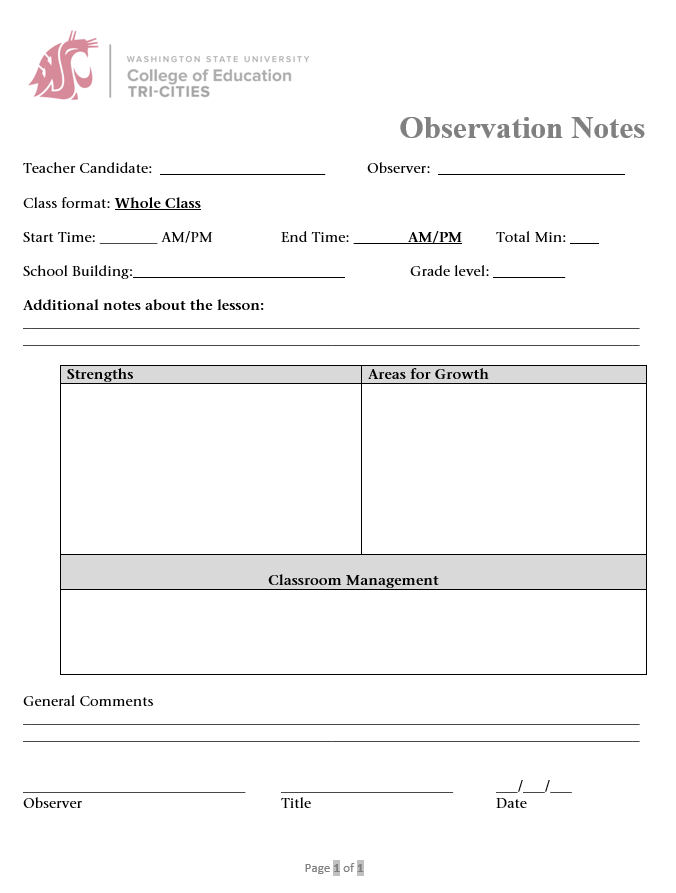 WASHINGTON STATE UNIVERSITY
College of Education
TRI-CITIES
Observation Notes
Teacher Candidate: ____________________ Observer: ____________________
Class format: Whole Class
Start Time: ________ AM/PM End Time: ________AM/PM Total Min: ____
School Building:____________________ Grade level: __________
Additional notes about the lesson:
Strengths Areas for Growth
Classroom Management
General Comments
___/___/___
Observer Title Date
Page 1 of 1